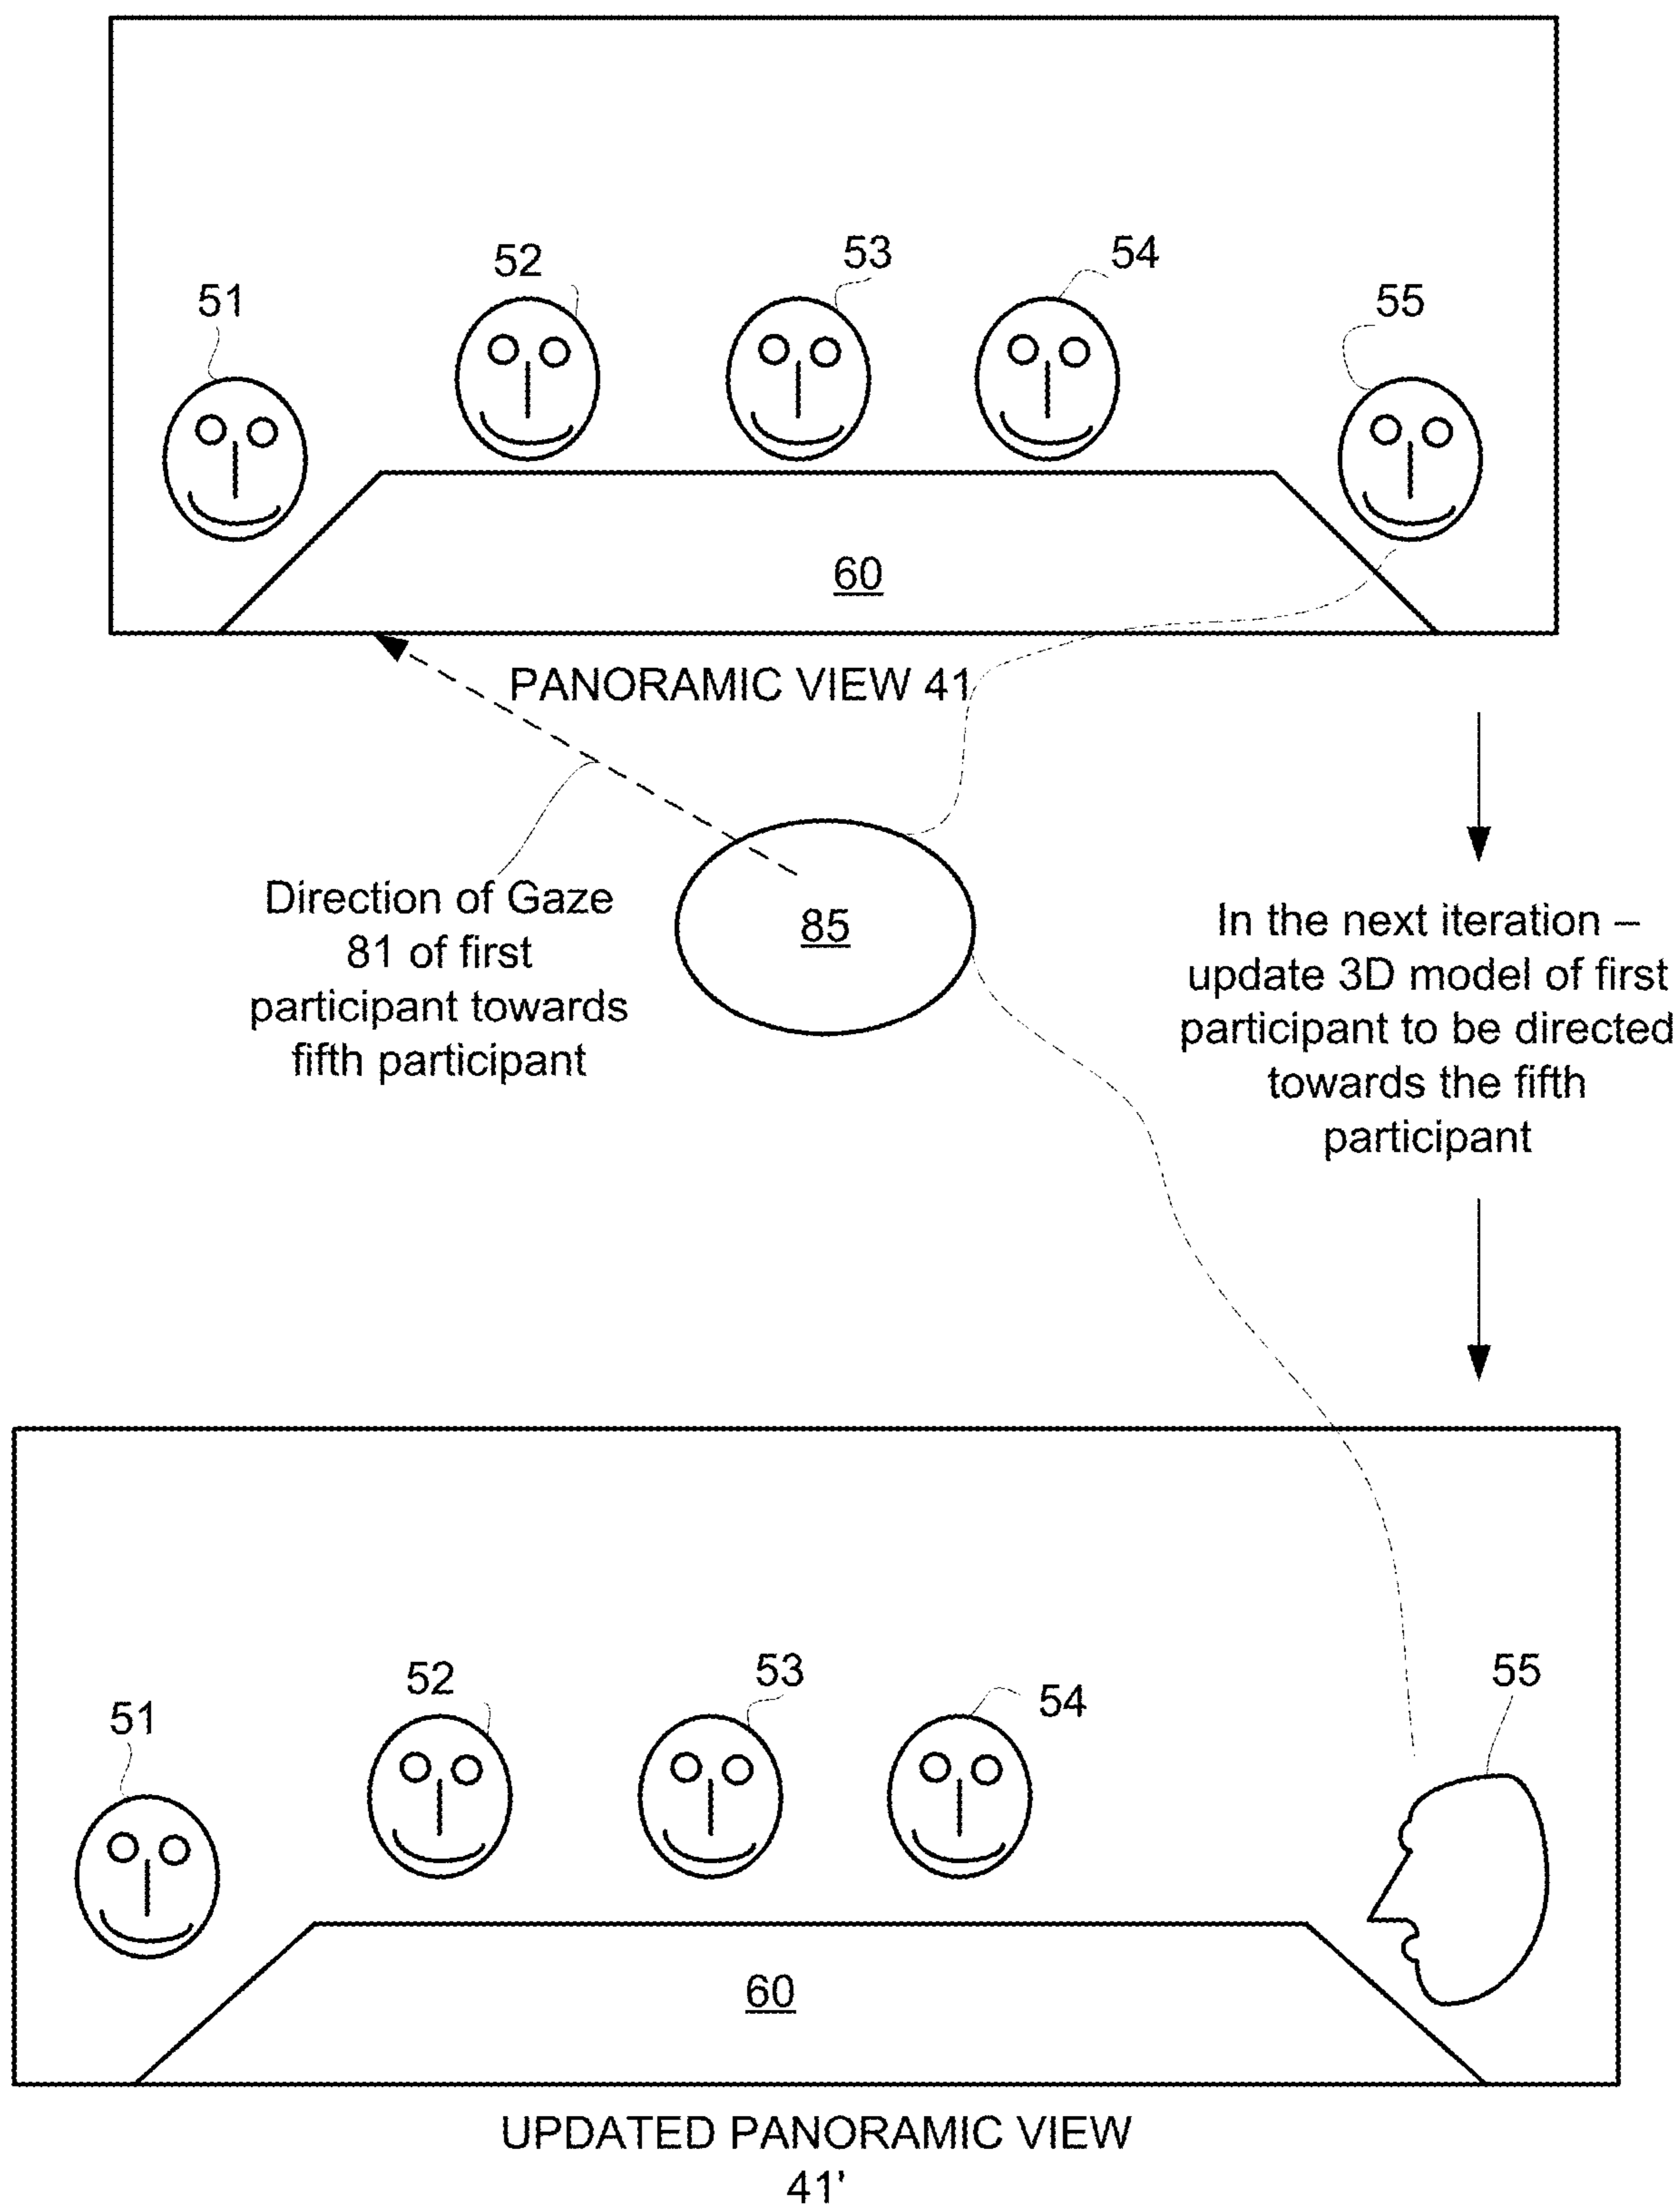 53
54
52
51
55
60
PANORAMIC VIEW 41
Direction of Gaze
81 of first
participant towards
fifth participant
85
In the next iteration –
update 3D model of first
participant to be directed
towards the fifth
participant
53
55
52
54
51
60
UPDATED PANORAMIC VIEW
41'